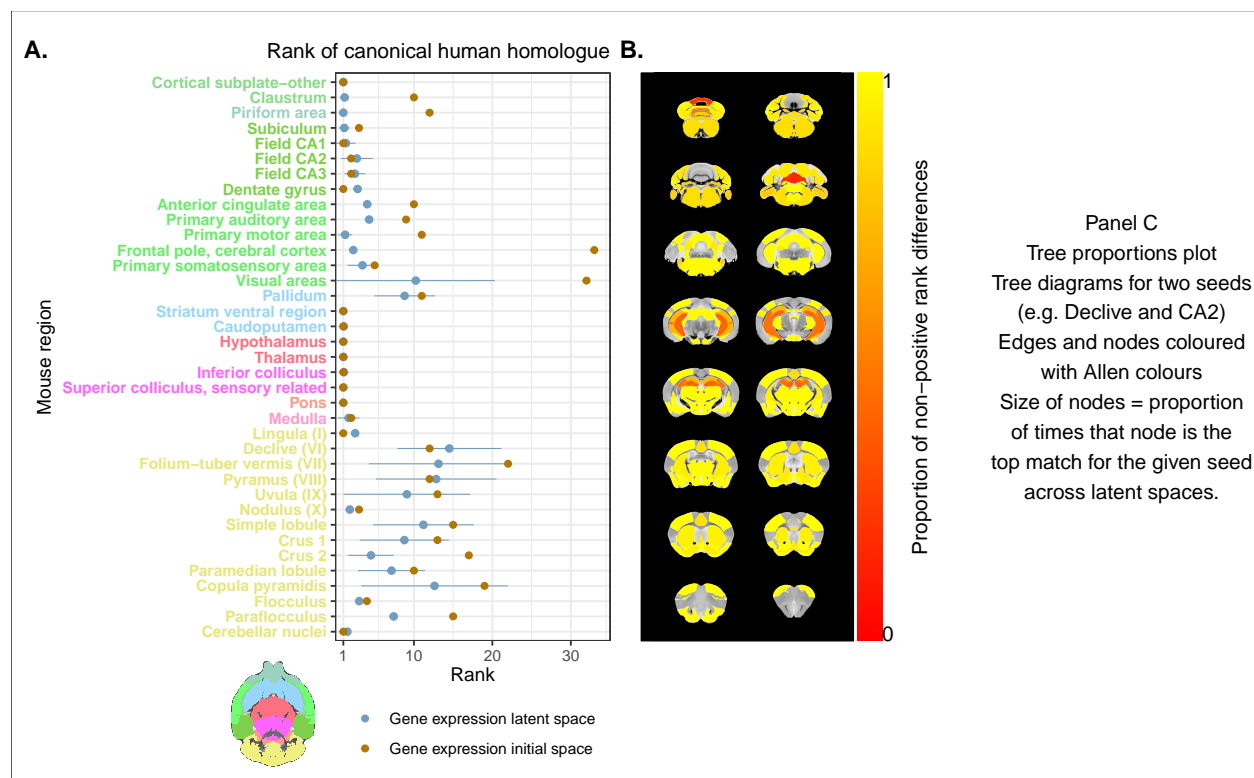 A.
Rank of canonical human homologue
Mouse region
Cortical subplate−other
Claustrum
Piriform area
Subiculum
Field CA1
Field CA2
Field CA3
Dentate gyrus
Anterior cingulate area
Primary auditory area
Primary motor area
Frontal pole, cerebral cortex
Primary somatosensory area
Visual areas
Pallidum
Striatum ventral region
Caudoputamen
Hypothalamus
Thalamus
Inferior colliculus
Superior colliculus, sensory related
Pons
Medulla
Lingula (I)
Declive (VI)
Folium−tuber vermis (VII)
Pyramus (VIII)
Uvula (IX)
Nodulus (X)
Simple lobule
Crus 1
Crus 2
Paramedian lobule
Copula pyramidis
Flocculus
Paraflocculus
Cerebellar nuclei
1 10 20 30
Rank
Gene expression latent space
Gene expression initial space
B.
1
0
Proportion of non−positive rank differences
Panel C
Tree proportions plot
Tree diagrams for two seeds
(e.g. Declive and CA2)
Edges and nodes coloured
with Allen colours
Size of nodes = proportion
of times that node is the
top match for the given seed
across latent spaces.